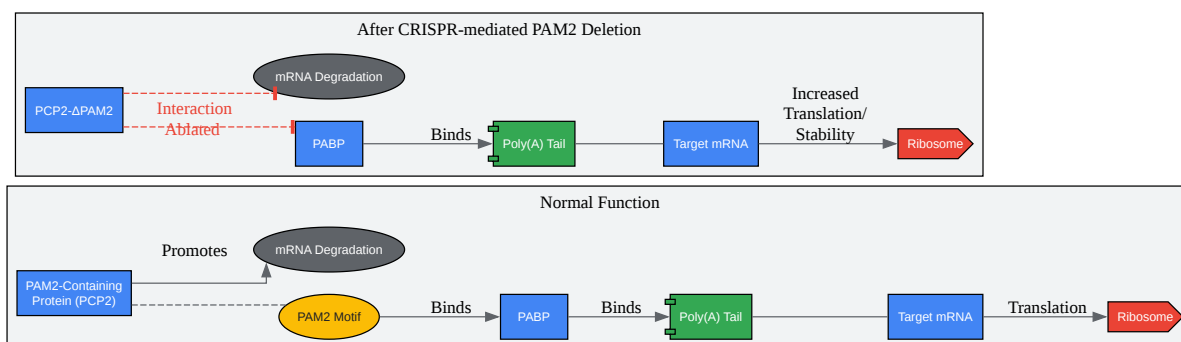 After CRISPR-mediated PAM2 Deletion
mRNA Degradation
PCP2-ΔPAM2
Interaction
Ablated
PABP
Binds
Poly(A) Tail
Target mRNA
Increased
Translation/
Stability
Ribosome
Normal Function
Promotes
mRNA Degradation
PAM2-Containing
Protein (PCP2)
PAM2 Motif
Binds
PABP
Binds
Poly(A) Tail
Target mRNA
Translation
Ribosome